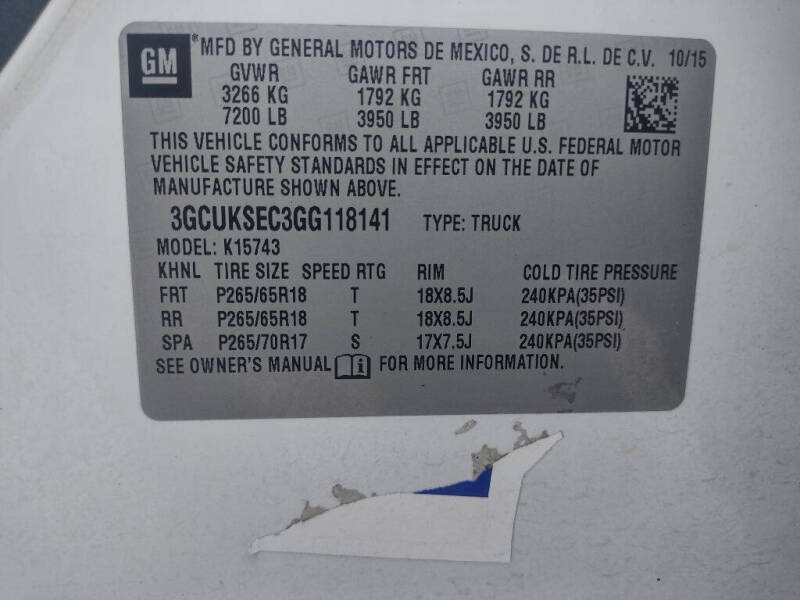 GM *MFD BY GENERAL MOTORS DE MEXICO, S. DE R.L. DE C.V. 10/15
GVWR GAWR FRT GAWR RR
3266 KG 1792 KG 1792 KG
7200 LB 3950 LB 3950 LB
THIS VEHICLE CONFORMS TO ALL APPLICABLE U.S. FEDERAL MOTOR
VEHICLE SAFETY STANDARDS IN EFFECT ON THE DATE OF
MANUFACTURE SHOWN ABOVE.
3GCUKSEC3GG118141 TYPE: TRUCK
MODEL: K15743
KHNL TIRE SIZE SPEED RTG RIM COLD TIRE PRESSURE
FRT P265/65R18 T 18X8.5J 240KPA(35PSI)
RR P265/65R18 T 18X8.5J 240KPA(35PSI)
SPA P265/70R17 S 17X7.5J 240KPA(35PSI)
SEE OWNER'S MANUAL i FOR MORE INFORMATION.